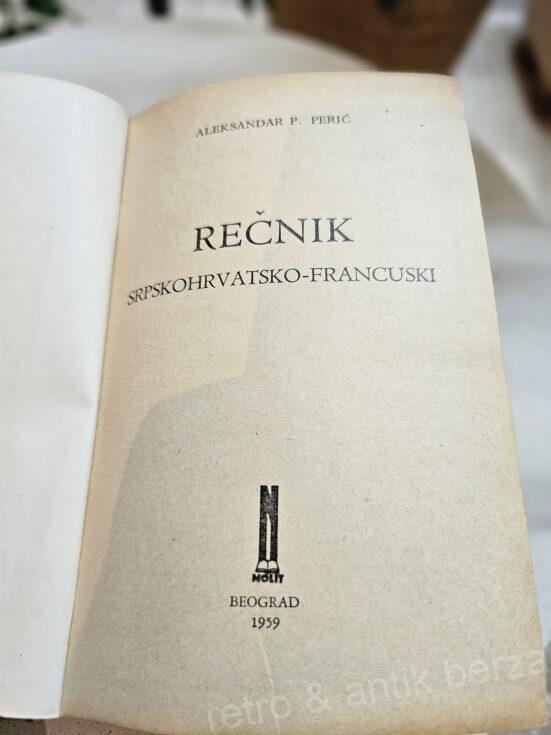 ALEKSANDAR P. PERIĆ
REČNIK
SRPSKOHRVATSKO-FRANCUSKI
NOLIT
BEOGRAD
1959
retro & antik berza